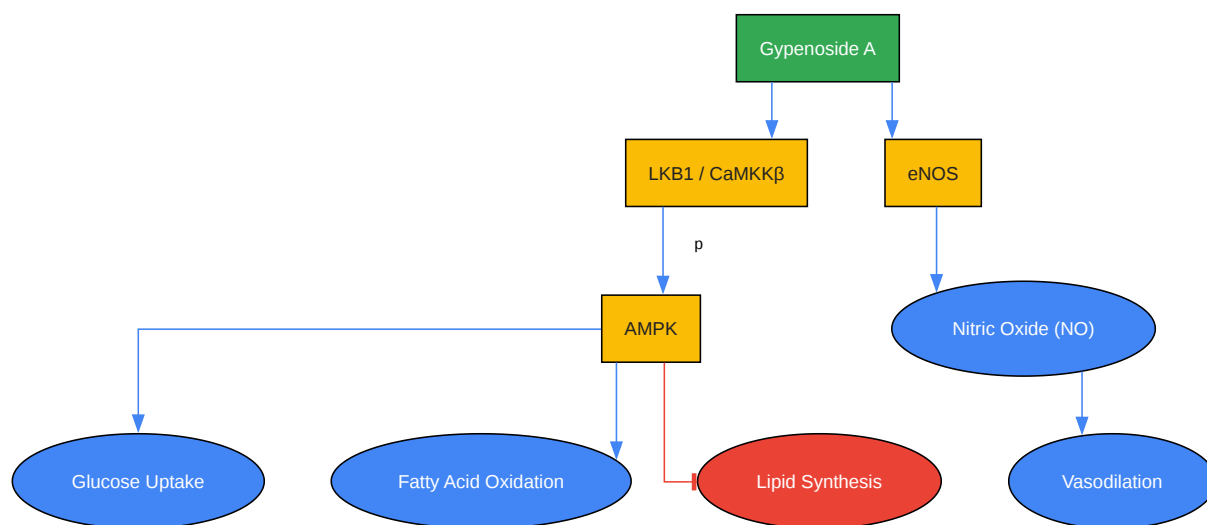 Gypenoside A
LKB1 / CaMKKβ
eNOS
p
AMPK
Nitric Oxide (NO)
Glucose Uptake
Fatty Acid Oxidation
Lipid Synthesis
Vasodilation